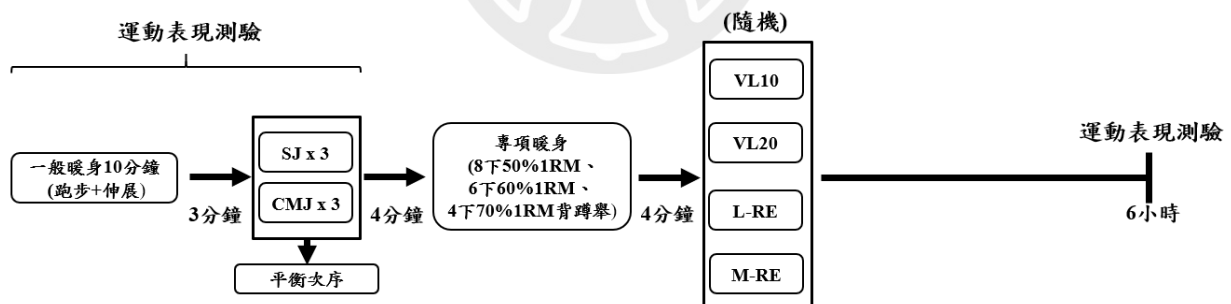 運動表現測驗
一般暖身10分鐘
(跑步+伸展)
3分鐘
SJ x 3
CMJ x 3
平衡次序
4分鐘
專項暖身
(8下50%1RM、
6下60%1RM、
4下70%1RM背蹲舉)
4分鐘
(隨機)
VL10
VL20
L-RE
M-RE
運動表現測驗
6小時